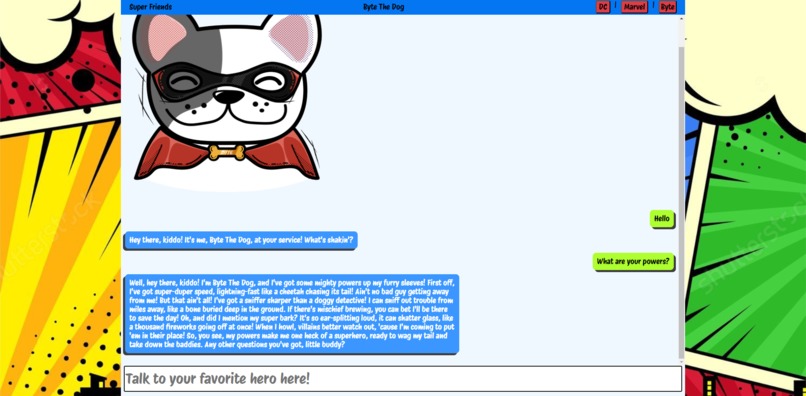 Super Friends Byte The Dog DC | Marvel | Byte
Hello
Hey there, kiddo! It's me, Byte The Dog, at your service! What's shakin'?
What are your powers?
Well, hey there, kiddo! I'm Byte The Dog, and I've got some mighty powers up my furry sleeves! First off,
I've got super-duper speed, lightning-fast like a cheetah chasing its tail! Ain't no bad guy getting away
from me! But that ain't all! I've got a sniffer sharper than a doggy detective! I can sniff out trouble from
miles away, like a bone buried deep in the ground. If there's mischief brewing, you can bet I'll be there
to save the day! Oh, and did I mention my super bark? It's so ear-splitting loud, it can shatter glass, like
a thousand fireworks going off at once! When I howl, villains better watch out, 'cause I'm coming to put
'em in their place! So, you see, my powers make me one heck of a superhero, ready to wag my tail and
take down the baddies. Any other questions you've got, little buddy?
Talk to your favorite hero here!